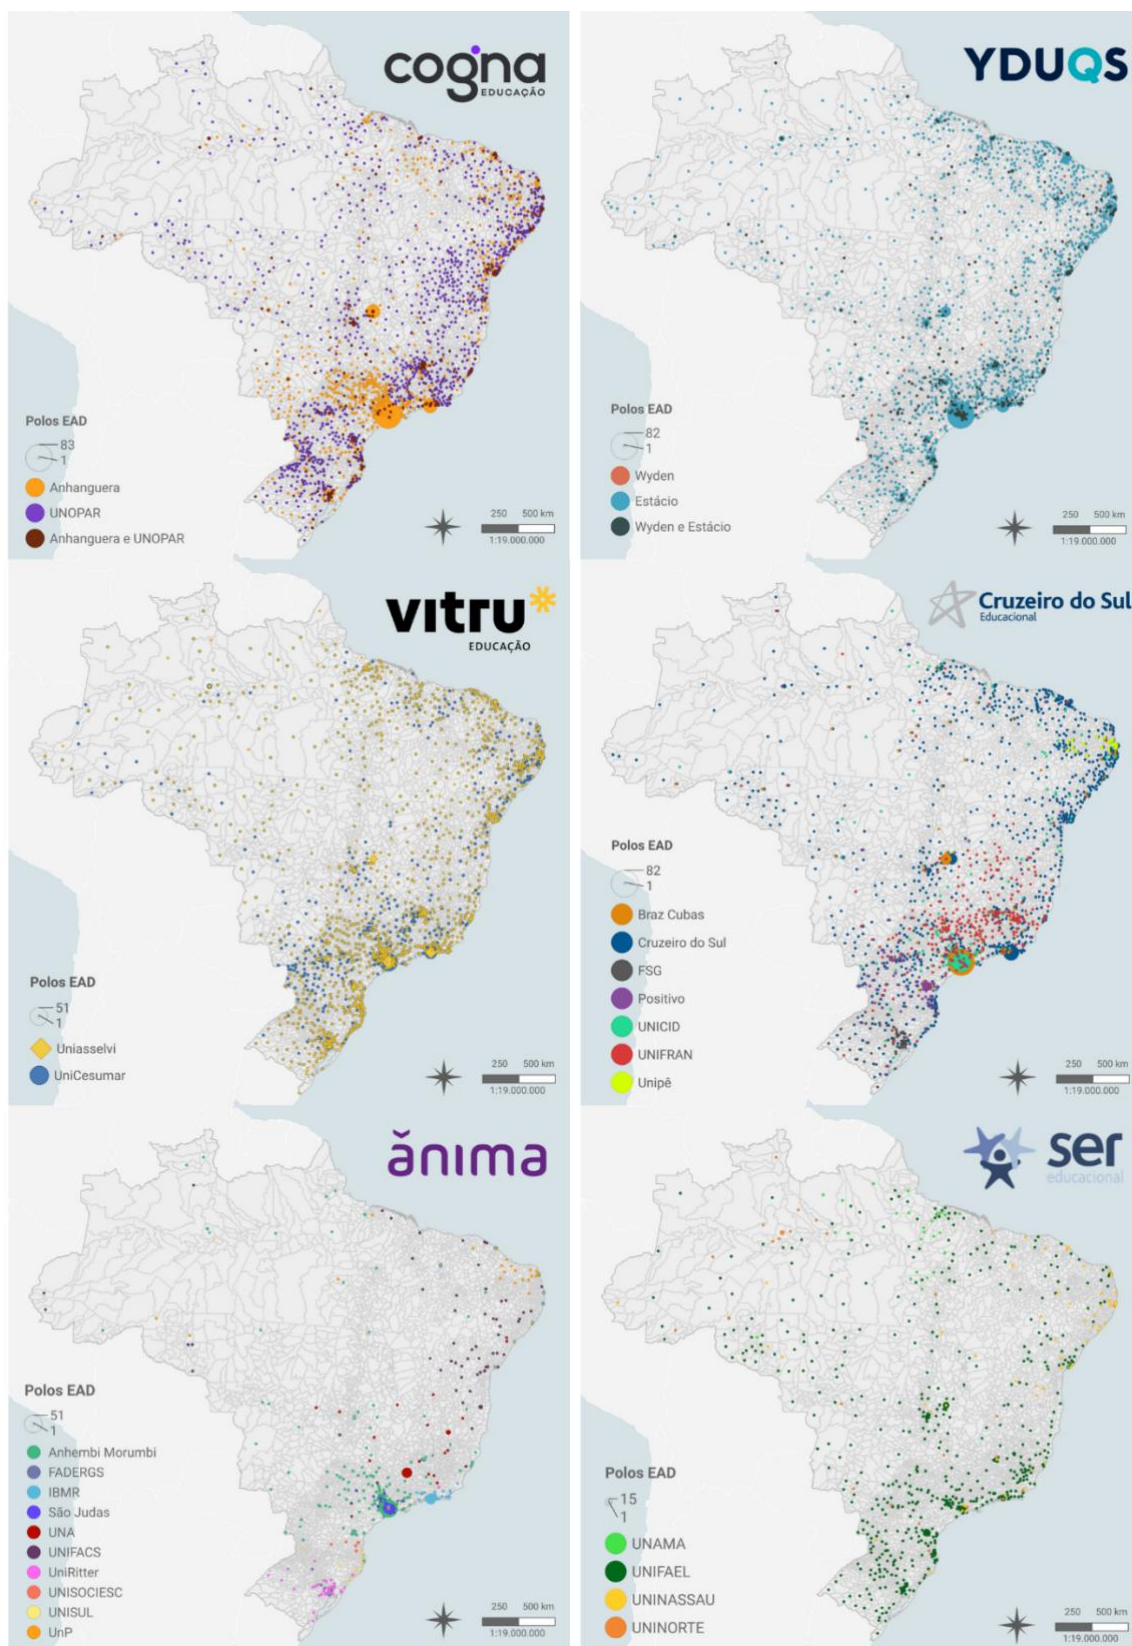 cogna
EDUCAÇÃO
Polos EAD
83
1
Anhanguera
UNOPAR
Anhanguera e UNOPAR
250 500 km
1:19.000.000
YDUQS
Polos EAD
82
1
Wyden
Estácio
Wyden e Estácio
250 500 km
1:19.000.000
vitru
EDUCAÇÃO
Polos EAD
51
1
Uniasselvi
UniCesumar
250 500 km
1:19.000.000
Cruzeiro do Sul
Educacional
Polos EAD
82
1
Braz Cubas
Cruzeiro do Sul
FSG
Positivo
UNICID
UNIFRAN
Unipê
250 500 km
1:19.000.000
ănıma
Polos EAD
51
1
Anhembi Morumbi
FADERGS
IBMR
São Judas
UNA
UNIFACS
UniRitter
UNISOCIESC
UNISUL
UnP
250 500 km
1:19.000.000
ser
educacional
Polos EAD
15
1
UNAMA
UNIFAEL
UNINASSAU
UNINORTE
250 500 km
1:19.000.000